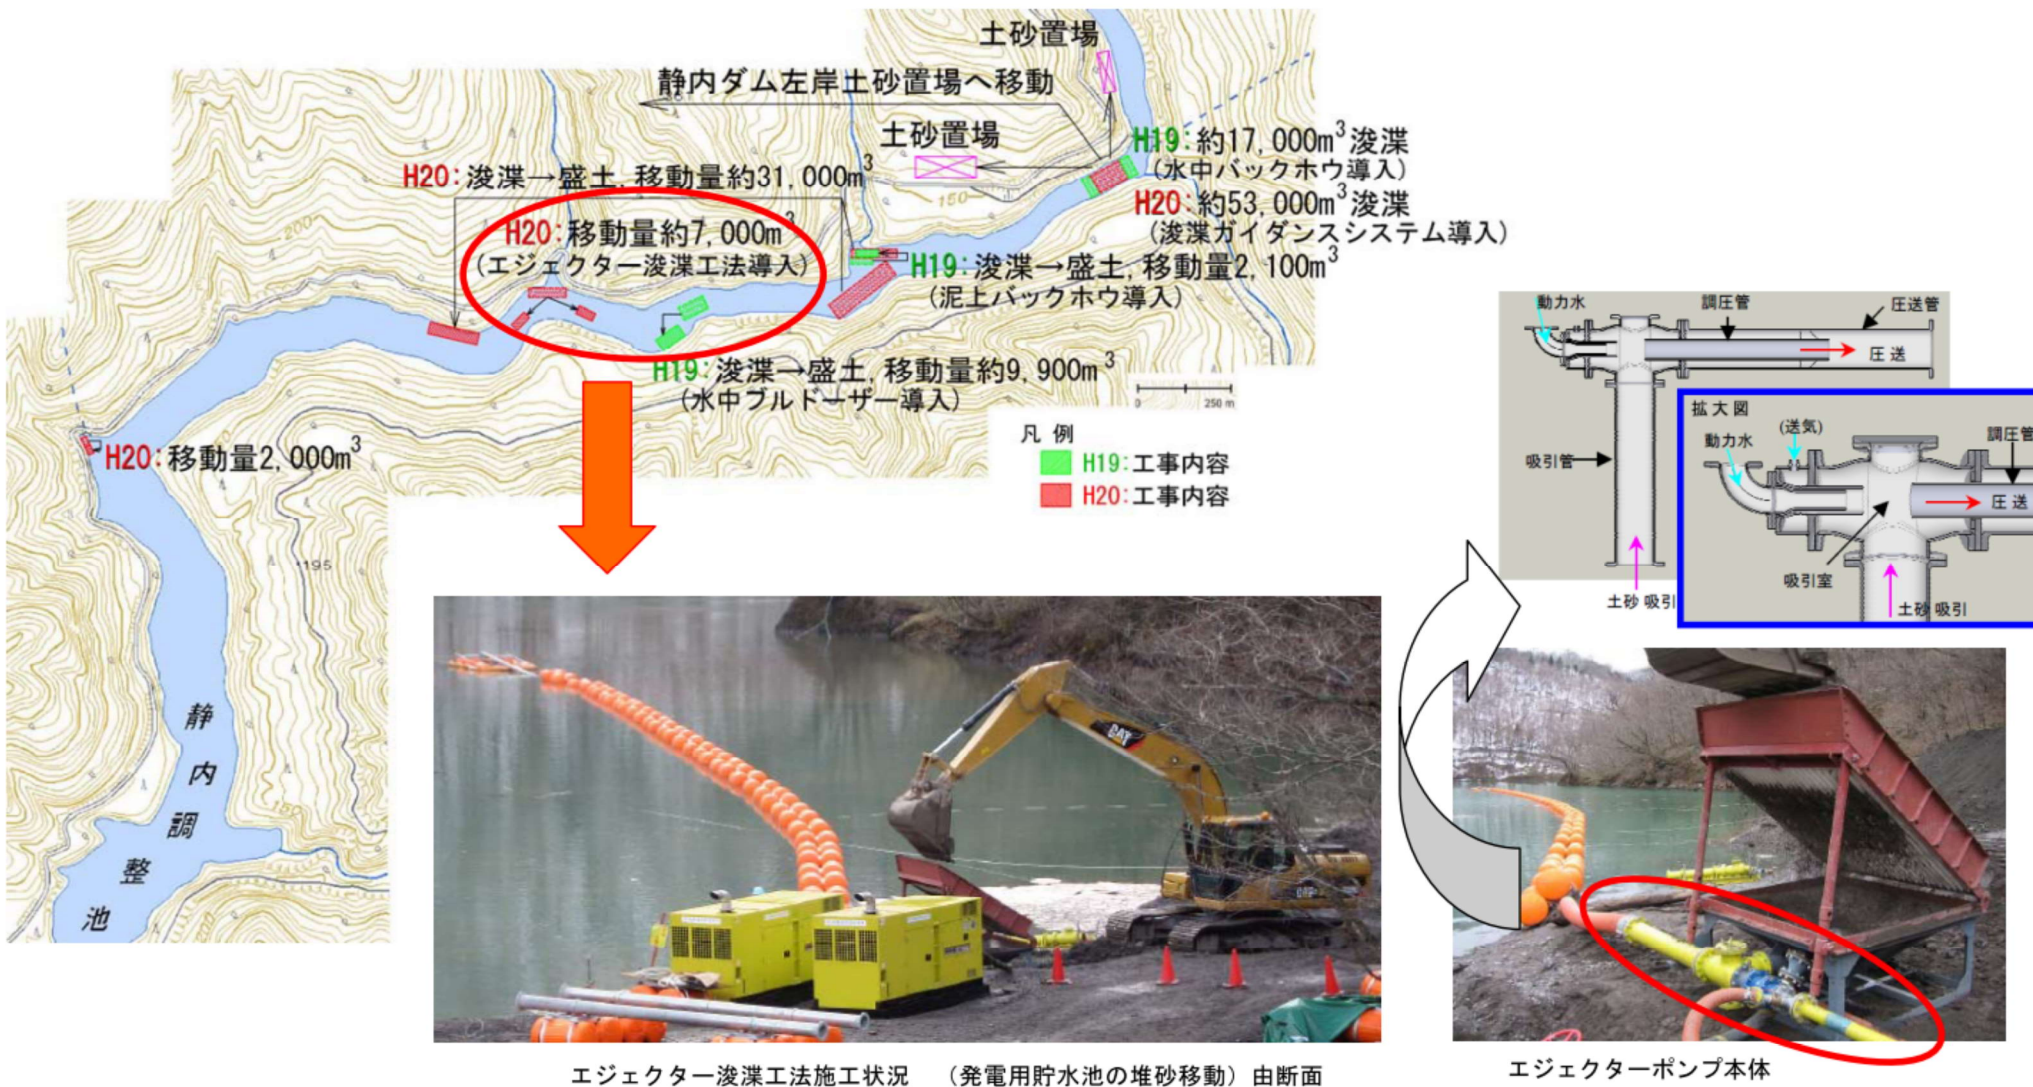 土砂置場
静内ダム左岸土砂置場へ移動
土砂置場
H19:約17,000m³浚渫
(水中バックホウ導入)
H20:約53,000m³浚渫
(浚渫ガイダンスシステム導入)
H20:浚渫→盛土,移動量約31,000m³
H20:移動量約7,000m³
(エジェクター浚渫工法導入)
H19:浚渫→盛土,移動量2,100m³
(泥上バックホウ導入)
H19:浚渫→盛土,移動量約9,900m³
(水中ブルドーザー導入)
H20:移動量2,000m³
200
150
195
150
0 250 m
凡 例
H19:工事内容
H20:工事内容
静内調整池
動力水
調圧管
圧送管
圧送
吸引管
土砂 吸引
拡大図
(送気)
動力水
調圧管
圧送
吸引室
土砂 吸引
CAT
エジェクター浚渫工法施工状況 (発電用貯水池の堆砂移動)由断面
エジェクターポンプ本体